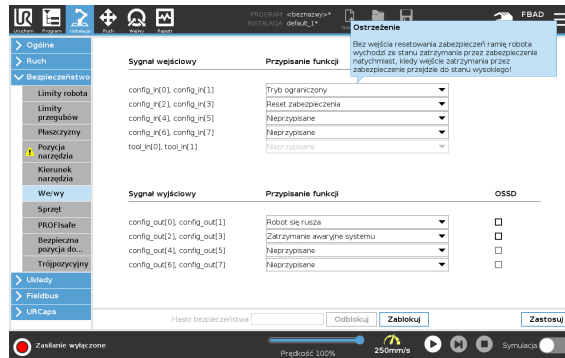 PROGRAM <beznazwy>*
INSTALACJA default_1*
FBAD
Uruchom Program Instalacja Ruch We/Wy Rejestr
Ostrzeżenie
Bez wejścia resetowania zabezpieczeń ramię robota
wychodzi ze stanu zatrzymania przez zabezpieczenie
natychmiast, kiedy wejście zatrzymania przez
zabezpieczenie przejdzie do stanu wysokiego!
Ogólne
Ruch
Bezpieczeństwo
Limity robota
Limity
przegubów
Płaszczyzny
Pozycja
narzędzia
Kierunek
narzędzia
We/wy
Sprzęt
PROFIsafe
Bezpieczna
pozycja do...
Trójpozycyjny
Układy
Fieldbus
URCaps
Sygnał wejściowy Przypisanie funkcji
config_in[0], config_in[1] Tryb ograniczony
config_in[2], config_in[3] Reset zabezpieczenia
config_in[4], config_in[5] Nieprzypisane
config_in[6], config_in[7] Nieprzypisane
tool_in[0], tool_in[1] Nieprzypisane
Sygnał wyjściowy Przypisanie funkcji OSSD
config_out[0], config_out[1] Robot się rusza
config_out[2], config_out[3] Zatrzymanie awaryjne systemu
config_out[4], config_out[5] Nieprzypisane
config_out[6], config_out[7] Nieprzypisane
Hasło bezpieczeństwa Odblokuj Zablokuj Zastosuj
Zasilanie wyłączone
Prędkość 100%
250mm/s
Symulacja